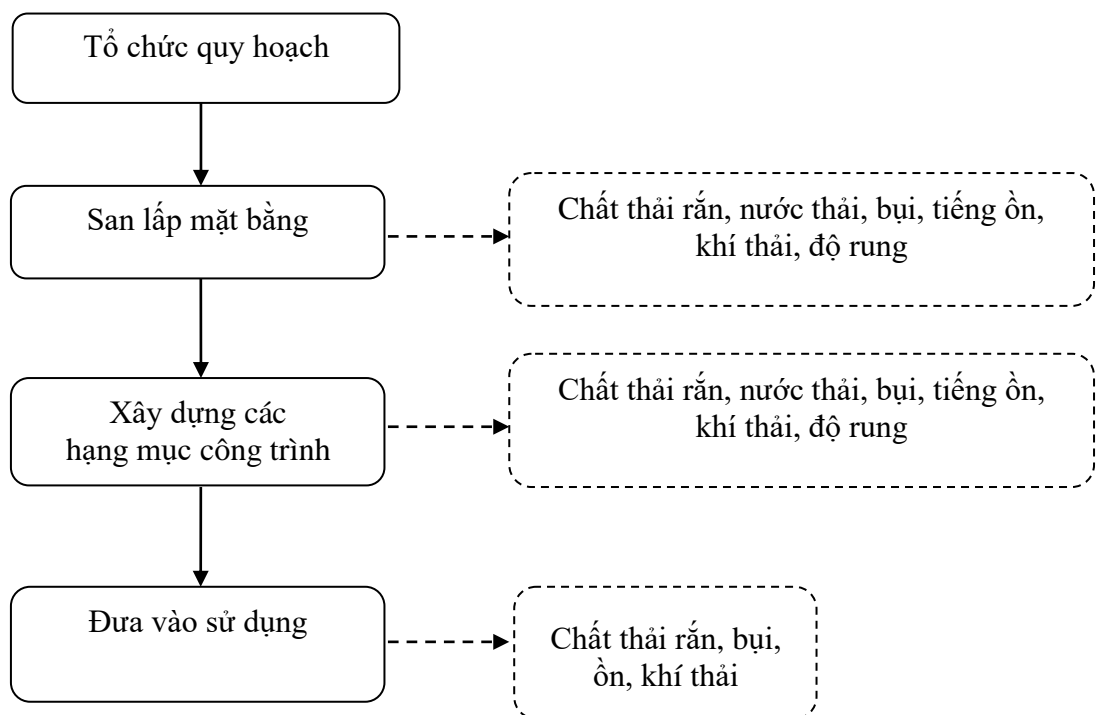 Tổ chức quy hoạch
San lấp mặt bằng
Chất thải rắn, nước thải, bụi, tiếng ồn,
khí thải, độ rung
Xây dựng các
hạng mục công trình
Chất thải rắn, nước thải, bụi, tiếng ồn,
khí thải, độ rung
Đưa vào sử dụng
Chất thải rắn, bụi,
ồn, khí thải